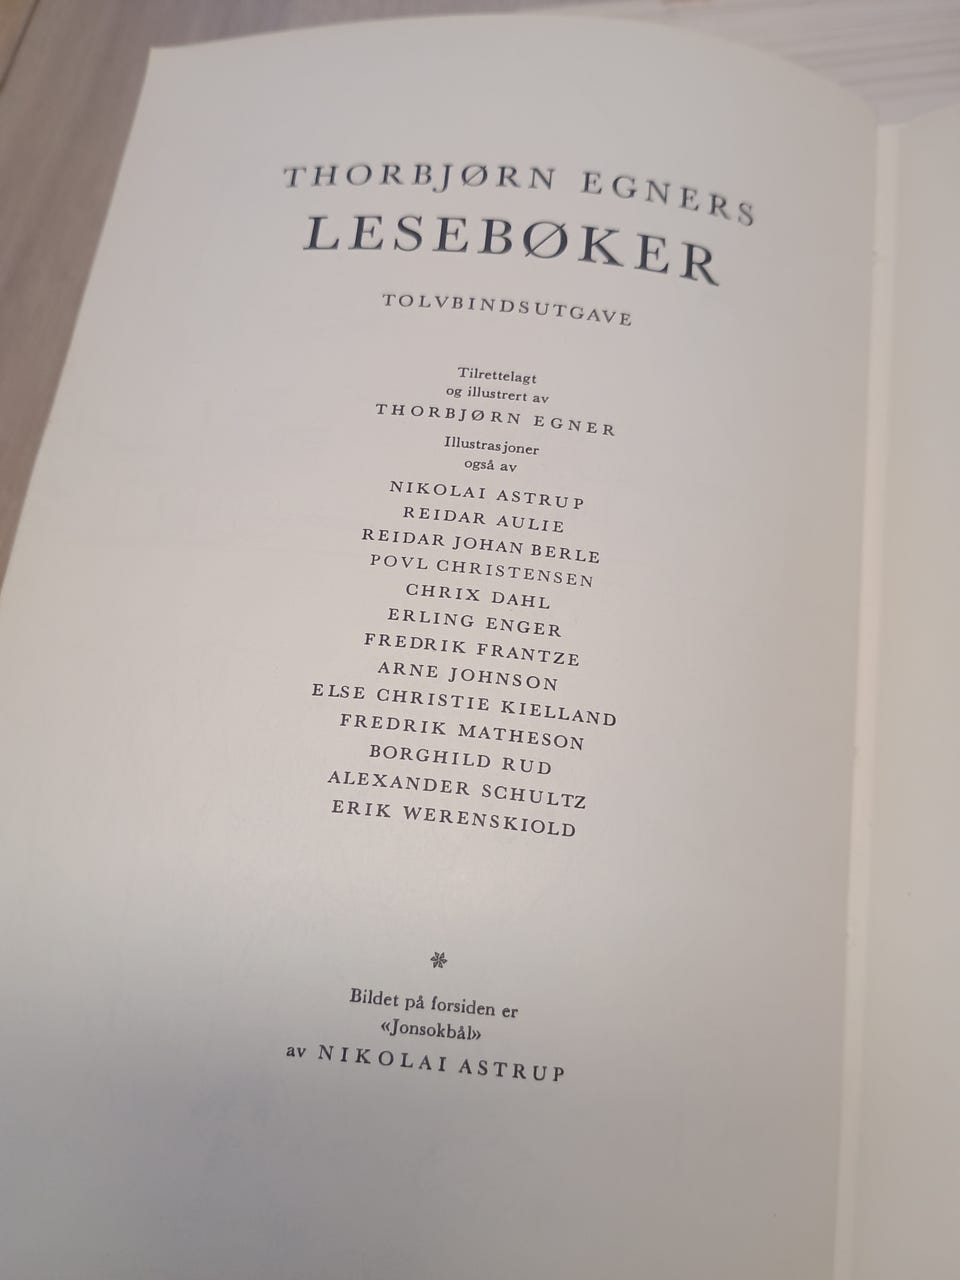 THORBJØRN EGNERS
LESEBØKER
TOLVBINDSUTGAVE
Tilrettelagt
og illustrert av
THORBJØRN EGNER
Illustrasjoner
også av
NIKOLAI ASTRUP
REIDAR AULIE
REIDAR JOHAN BERLE
POVL CHRISTENSEN
CHRIX DAHL
ERLING ENGER
FREDRIK FRANTZE
ARNE JOHNSON
ELSE CHRISTIE KIELLAND
FREDRIK MATHESON
BORGHILD RUD
ALEXANDER SCHULTZ
ERIK WERENSKIOLD
Bildet på forsiden er
«Jonsokbål»
av NIKOLAI ASTRUP